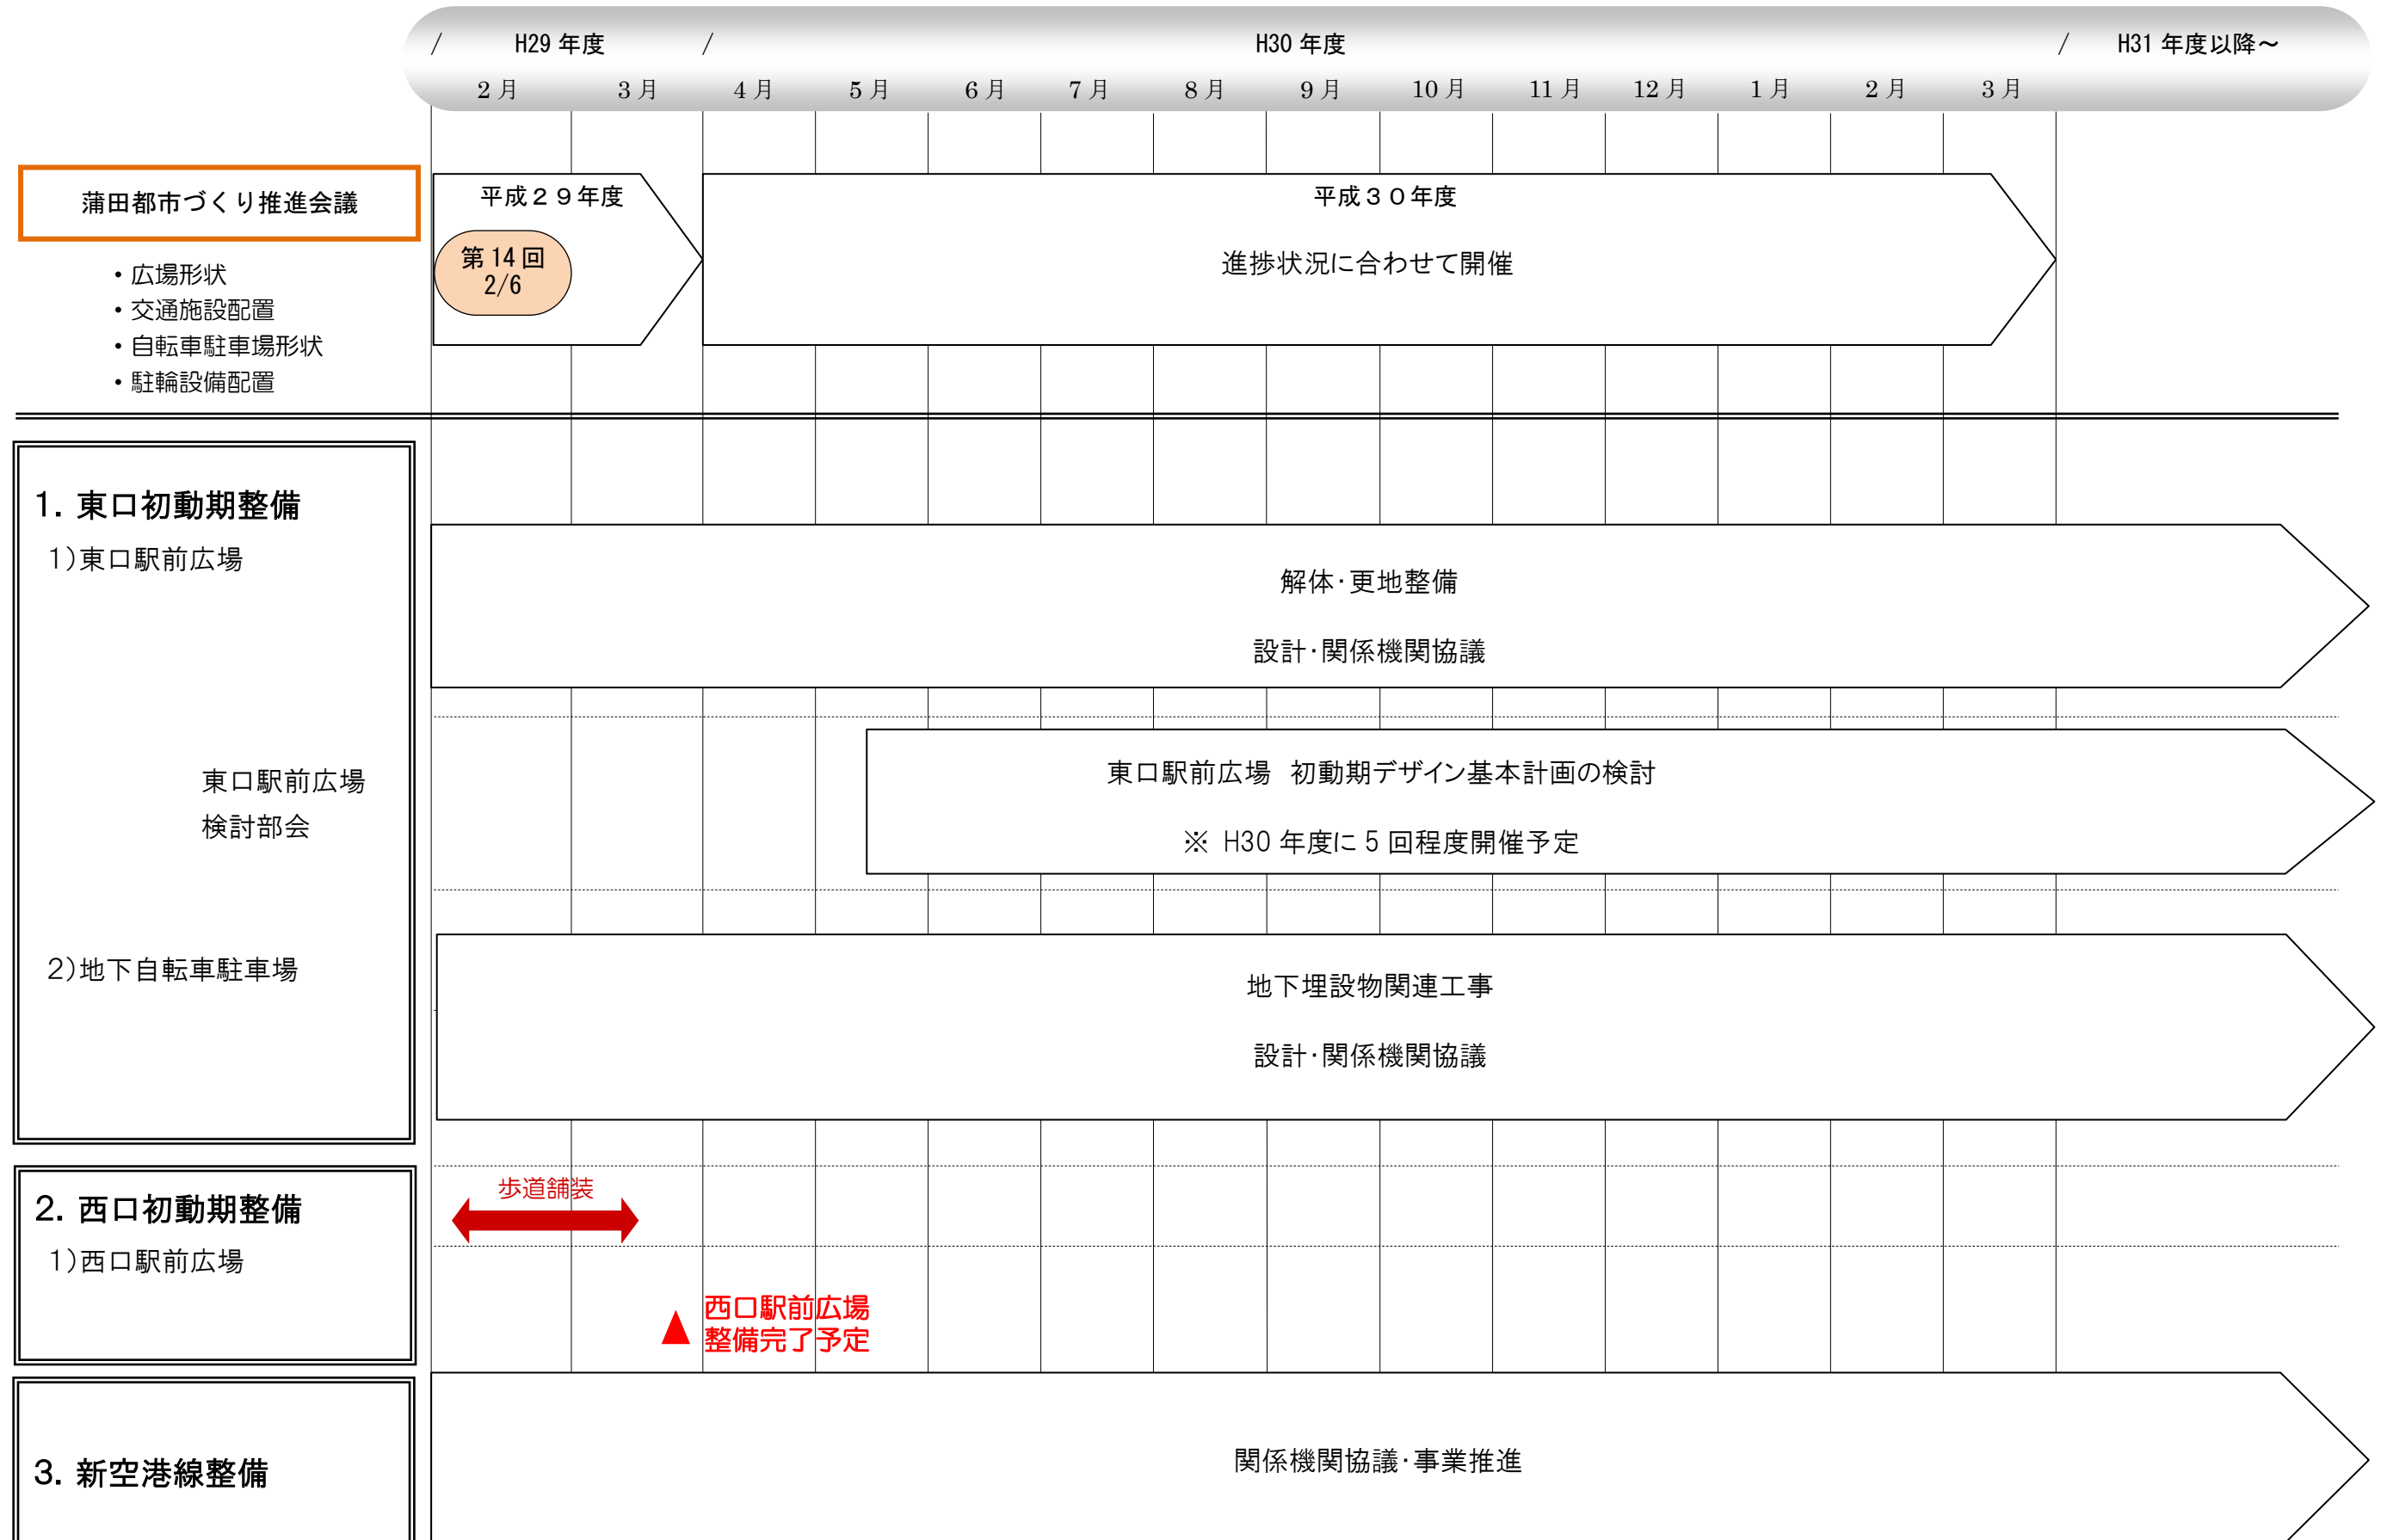 / H29 年度 / H30 年度 / H31 年度以降～
2 月 3 月 4 月 5 月 6 月 7 月 8 月 9 月 10 月 11 月 12 月 1 月 2 月 3 月
蒲田都市づくり推進会議
・広場形状
・交通施設配置
・自転車駐車場形状
・駐輪設備配置
平成２９年度
第 14 回
2/6
平成３０年度
進捗状況に合わせて開催
1. 東口初動期整備
1)東口駅前広場
解体･更地整備
設計･関係機関協議
東口駅前広場
検討部会
東口駅前広場 初動期デザイン基本計画の検討
※ H30 年度に 5 回程度開催予定
2)地下自転車駐車場
地下埋設物関連工事
設計･関係機関協議
2. 西口初動期整備
1)西口駅前広場
歩道舗装
▲ 西口駅前広場
整備完了予定
3. 新空港線整備
関係機関協議･事業推進